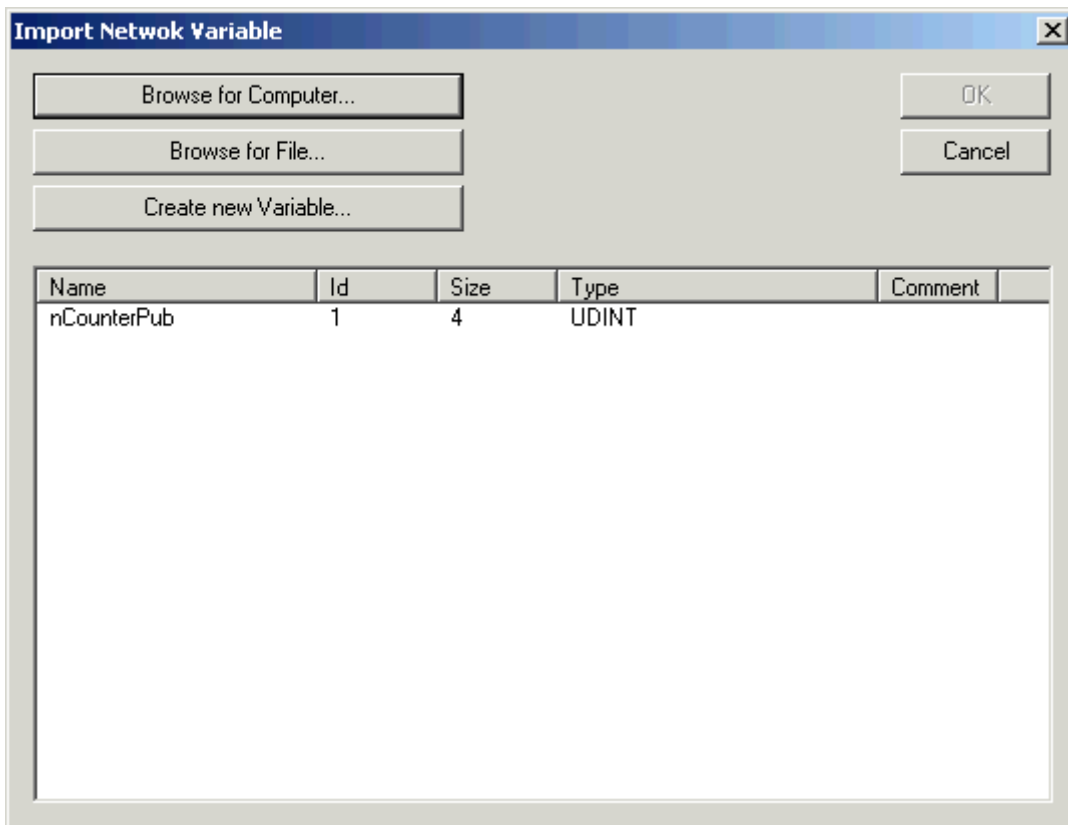 Import Netwok Variable
Browse for Computer...
OK
Browse for File...
Cancel
Create new Variable...
Name Id Size Type Comment
nCounterPub 1 4 UDINT